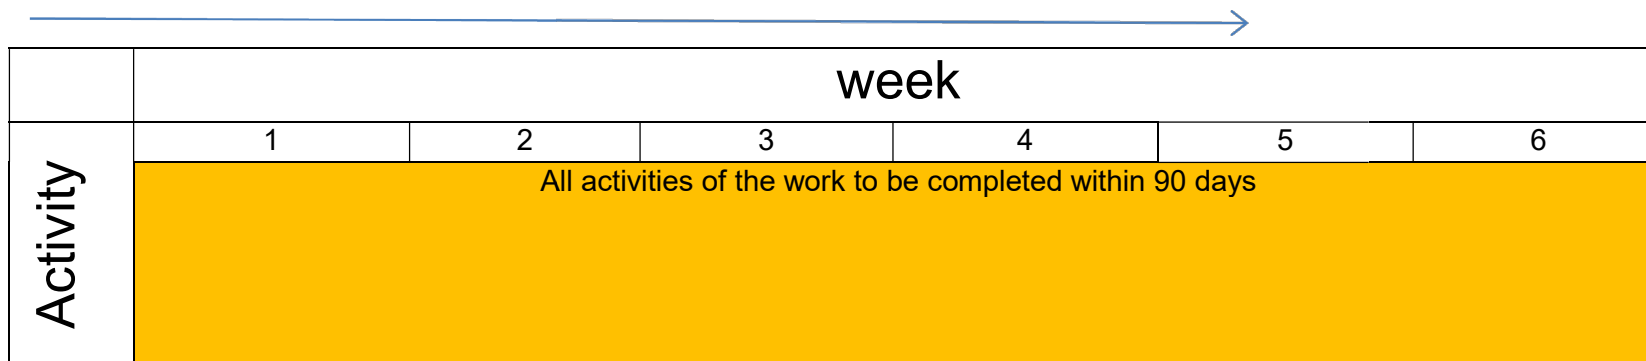 week
1 2 3 4 5 6
All activities of the work to be completed within 90 days
Activity